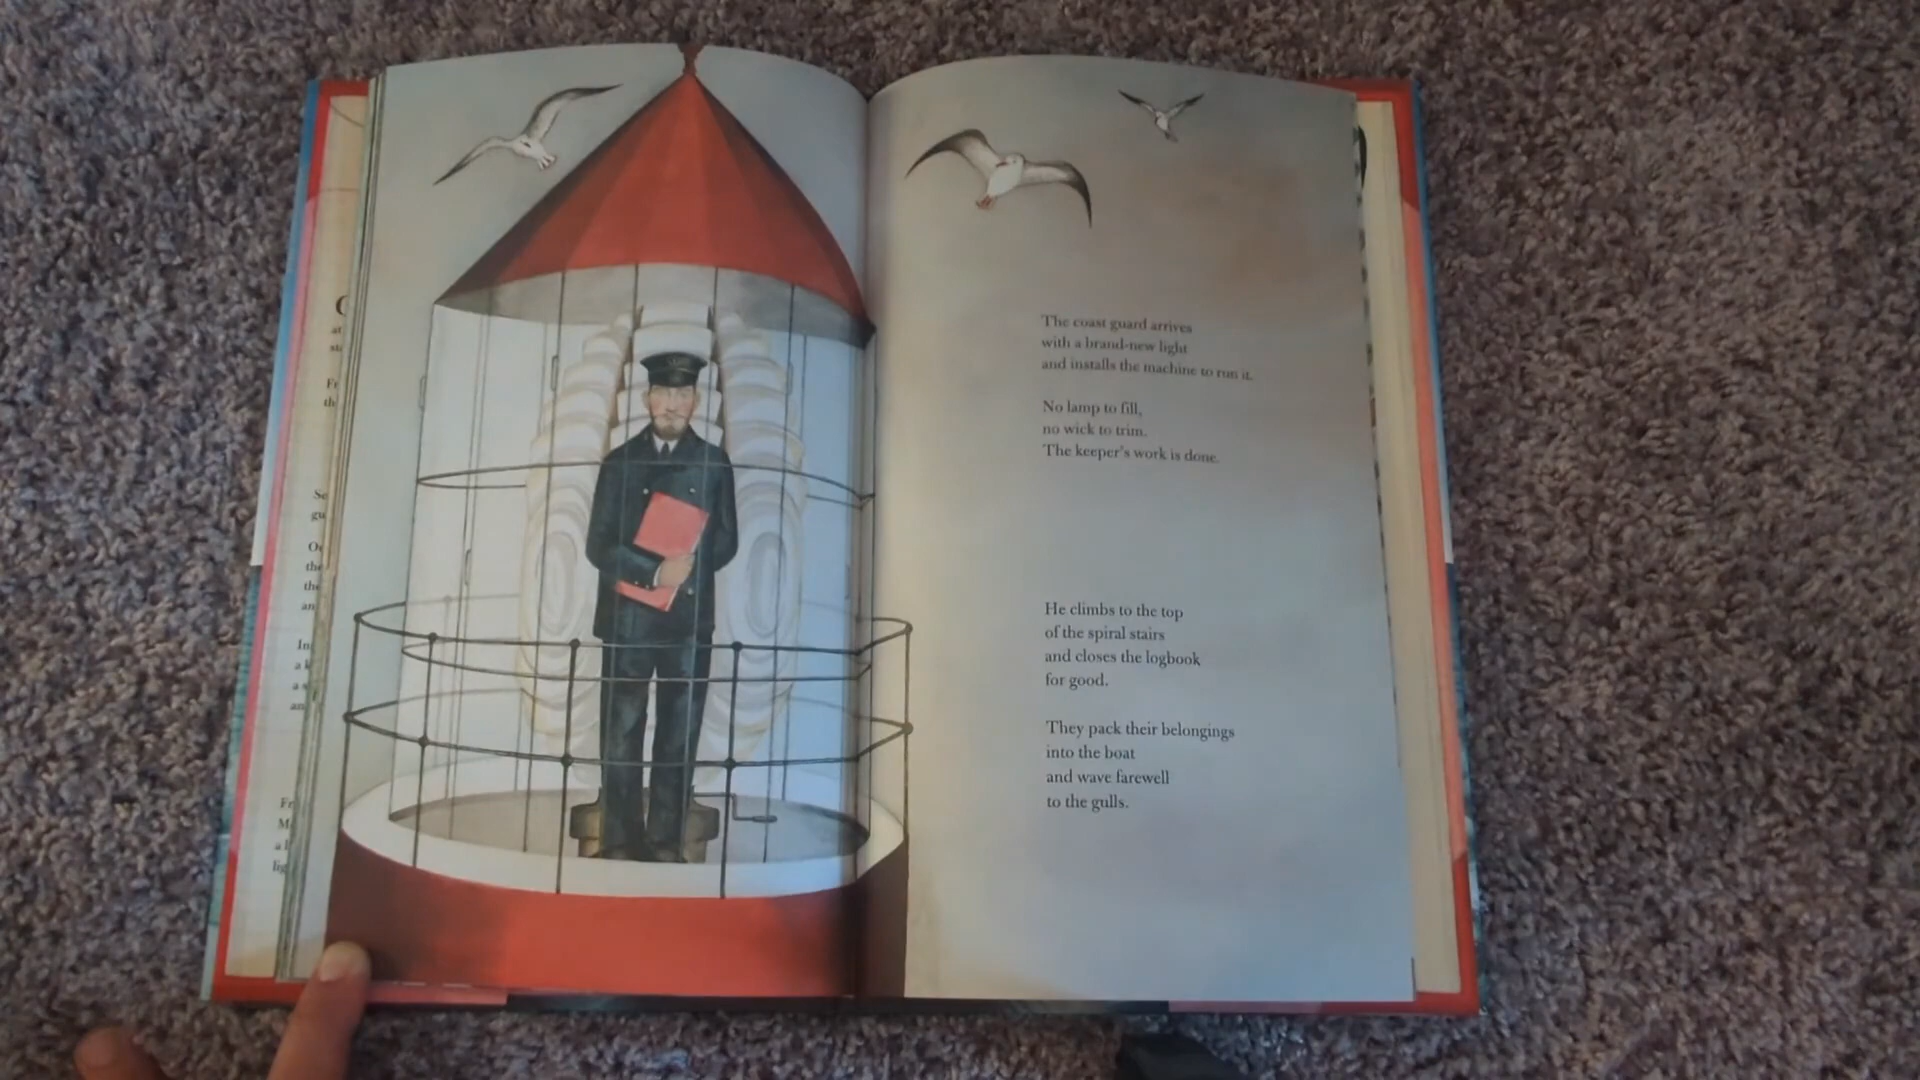 The coast guard arrives
with a brand-new light
and installs the machine to run it.
No lamp to fill,
no wick to trim.
The keeper's work is done.
He climbs to the top
of the spiral stairs
and closes the logbook
for good.
They pack their belongings
into the boat
and wave farewell
to the gulls.